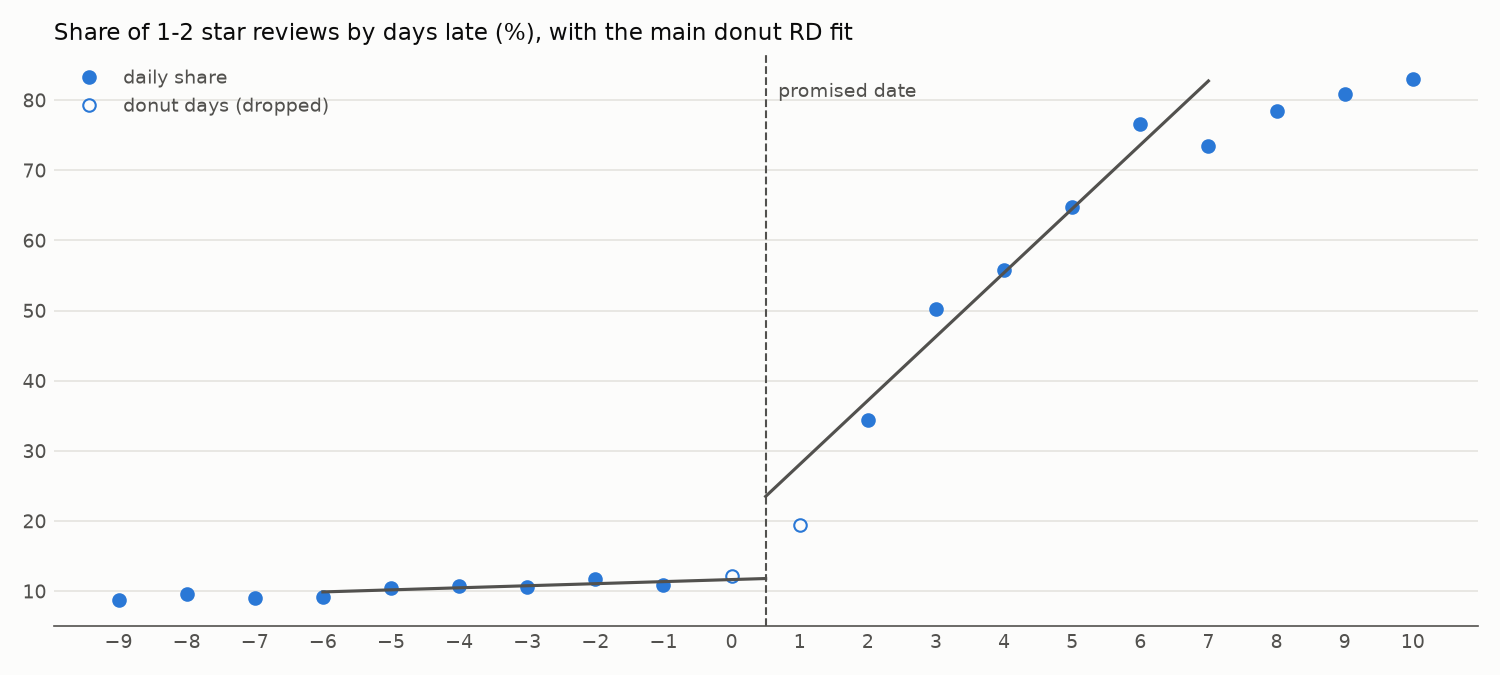 Share of 1-2 star reviews by days late (%), with the main donut RD fit
daily share
donut days (dropped)
promised date
80
70
60
50
40
30
20
10
−9 −8 −7 −6 −5 −4 −3 −2 −1 0 1 2 3 4 5 6 7 8 9 10